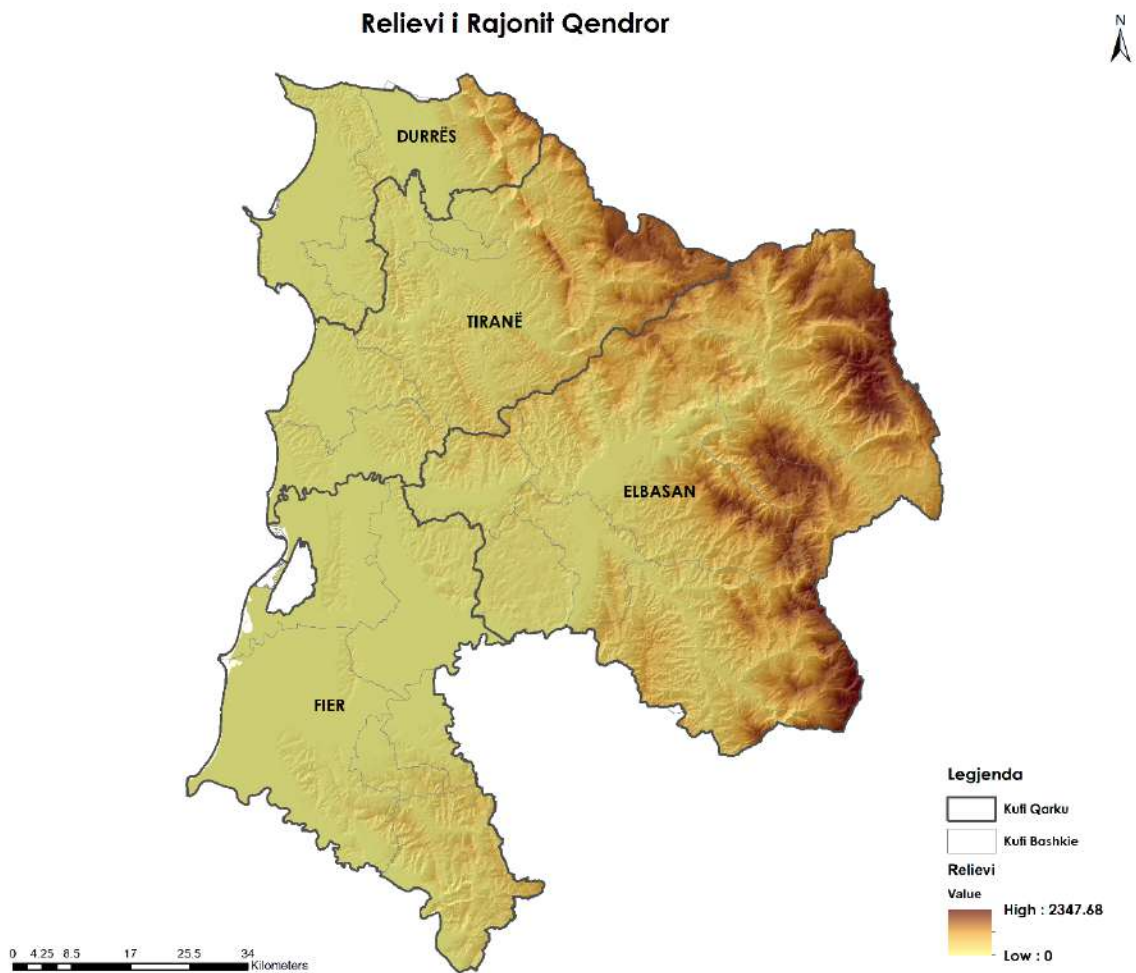 Relievi i Rajonit Qendror
N
DURRËS
TIRANË
ELBASAN
FIER
Legjenda
Kufi Qarku
Kufi Bashkie
Relievi
Value
High : 2347.68
Low : 0
0 4.25 8.5 17 25.5 34
Kilometers